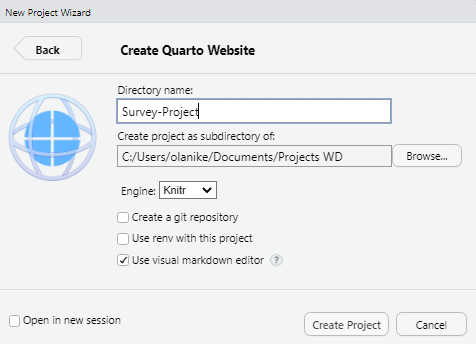 New Project Wizard
Back
Create Quarto Website
Directory name:
Survey-Project
Create project as subdirectory of:
C:/Users/olanike/Documents/Projects WD
Browse...
Engine: Knitr
Create a git repository
Use renv with this project
Use visual markdown editor ?
Open in new session
Create Project
Cancel